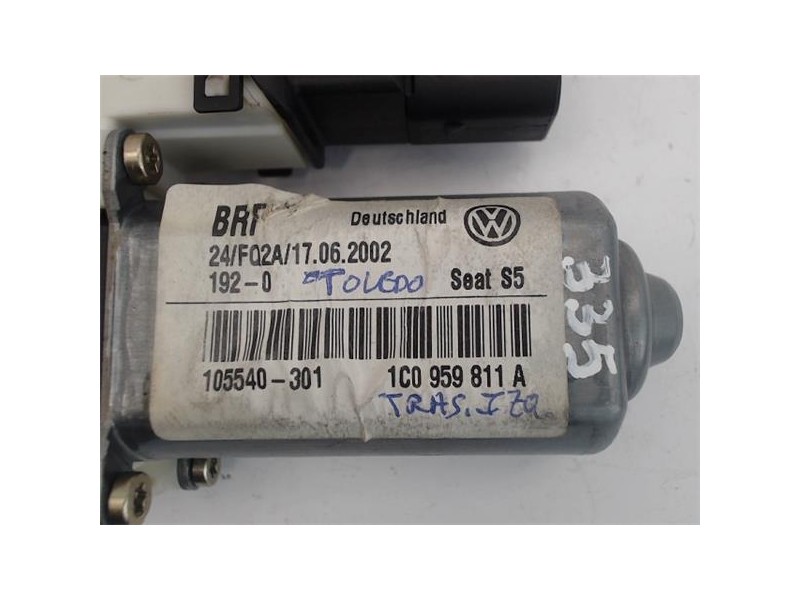 BRF Deutschland
24/FQ2A/17.06.2002
192-0 TOLEDO Seat S5
105540-301 1C0 959 811 A
TRAS. IZQ
335